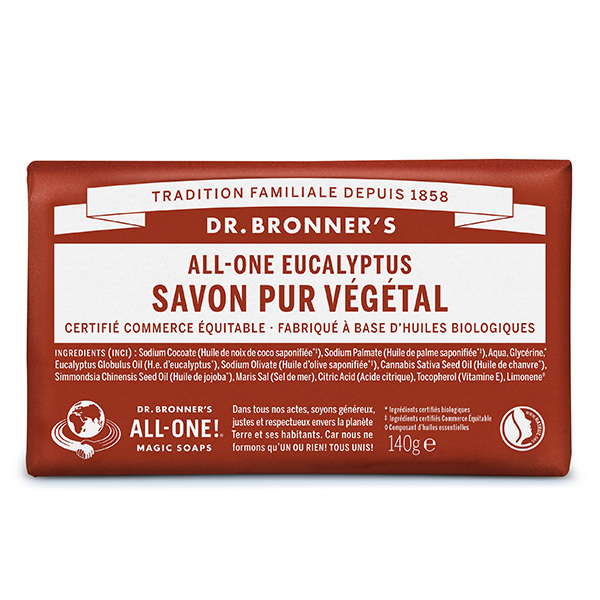 TRADITION FAMILIALE DEPUIS 1858
DR. BRONNER'S
ALL-ONE EUCALYPTUS
SAVON PUR VÉGÉTAL
CERTIFIÉ COMMERCE ÉQUITABLE · FABRIQUÉ À BASE D'HUILES BIOLOGIQUES
INGREDIENTS (INCI) : Sodium Cocoate (Huile de noix de coco saponifiée*‡), Sodium Palmate (Huile de palme saponifiée*‡), Aqua, Glycérine,*
Eucalyptus Globulus Oil (H.e. d'eucalyptus*), Sodium Olivate (Huile d'olive saponifiée*‡), Cannabis Sativa Seed Oil (Huile de chanvre*),
Simmondsia Chinensis Seed Oil (Huile de jojoba*), Maris Sal (Sel de mer), Citric Acid (Acide citrique), Tocopherol (Vitamine E), Limonene◊
DR. BRONNER'S
ALL-ONE!
MAGIC SOAPS
Dans tous nos actes, soyons généreux,
justes et respectueux envers la planète
Terre et ses habitants. Car nous ne
formons qu'UN OU RIEN! TOUS UNIS!
* Ingrédients certifiés biologiques
‡ Ingrédients certifiés Commerce Équitable
◊ Composant d'huiles essentielles
140g e